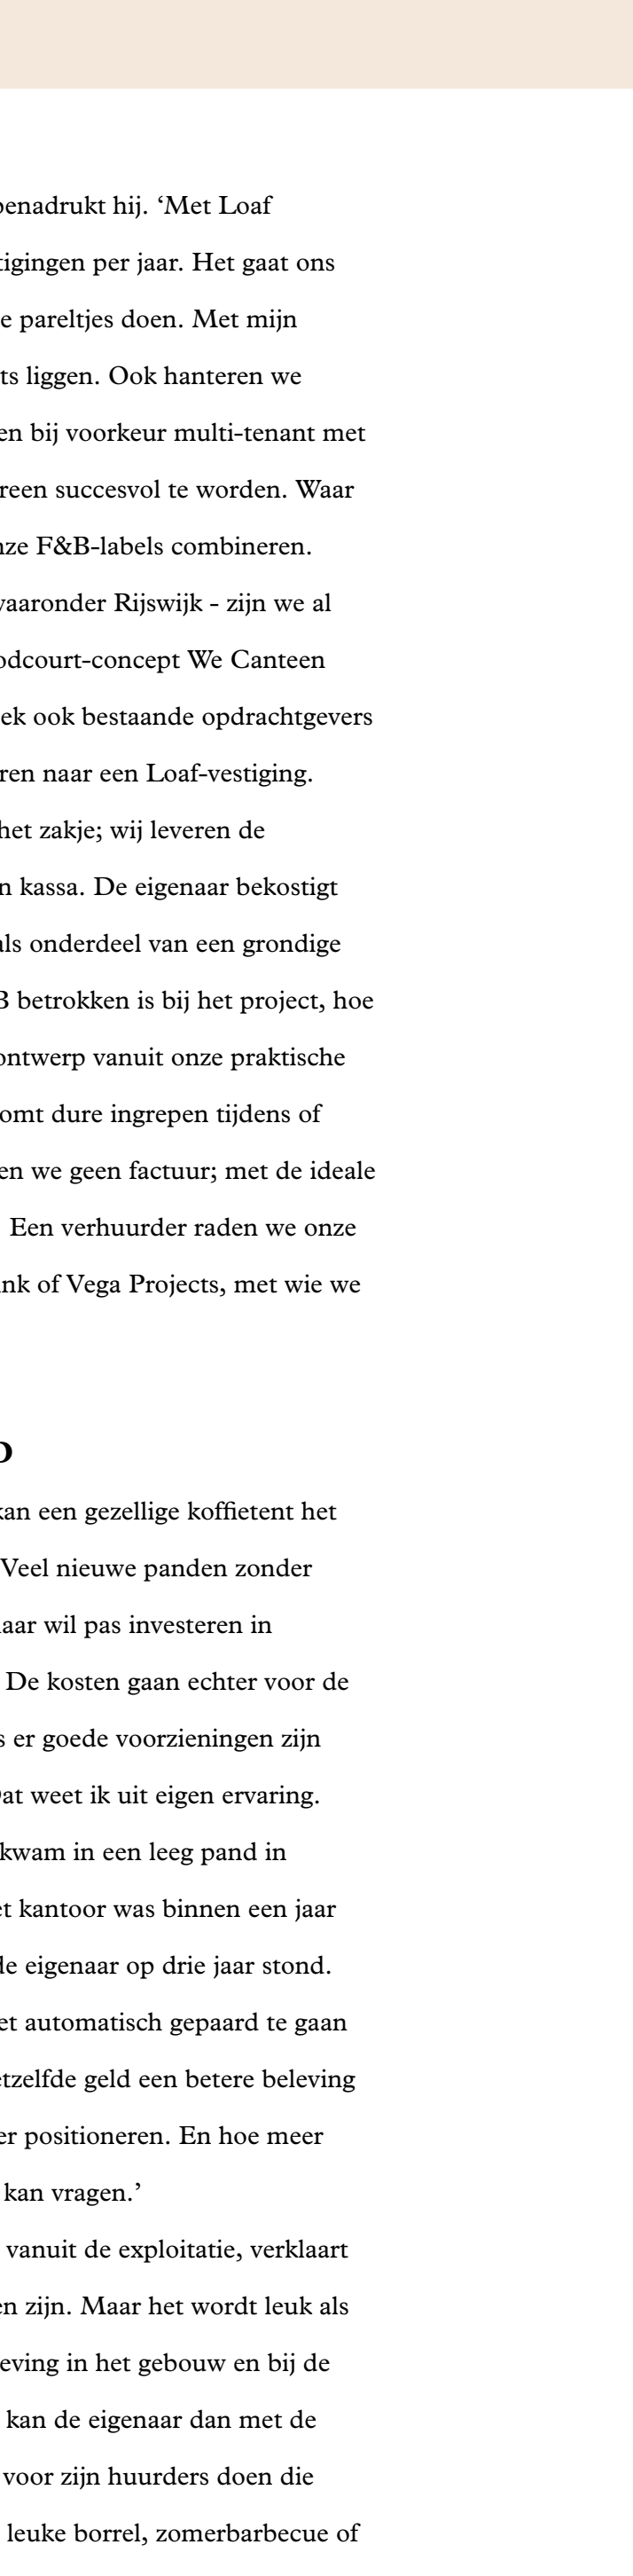 benadrukt hij. ‘Met Loaf
tigingen per jaar. Het gaat ons
e pareltjes doen. Met mijn
ts liggen. Ook hanteren we
en bij voorkeur multi-tenant met
reen succesvol te worden. Waar
nze F&B-labels combineren.
vaaronder Rijswijk - zijn we al
odcourt-concept We Canteen
ek ook bestaande opdrachtgevers
ren naar een Loaf-vestiging.
het zakje; wij leveren de
n kassa. De eigenaar bekostigt
als onderdeel van een grondige
B betrokken is bij het project, hoe
ontwerp vanuit onze praktische
omt dure ingrepen tijdens of
en we geen factuur; met de ideale
Een verhuurder raden we onze
nk of Vega Projects, met wie we
kan een gezellige koffietent het
Veel nieuwe panden zonder
aar wil pas investeren in
De kosten gaan echter voor de
s er goede voorzieningen zijn
Dat weet ik uit eigen ervaring.
kwam in een leeg pand in
et kantoor was binnen een jaar
de eigenaar op drie jaar stond.
et automatisch gepaard te gaan
etzelfde geld een betere beleving
er positioneren. En hoe meer
kan vragen.’
vanuit de exploitatie, verklaart
en zijn. Maar het wordt leuk als
eving in het gebouw en bij de
kan de eigenaar dan met de
voor zijn huurders doen die
leuke borrel, zomerbarbecue of